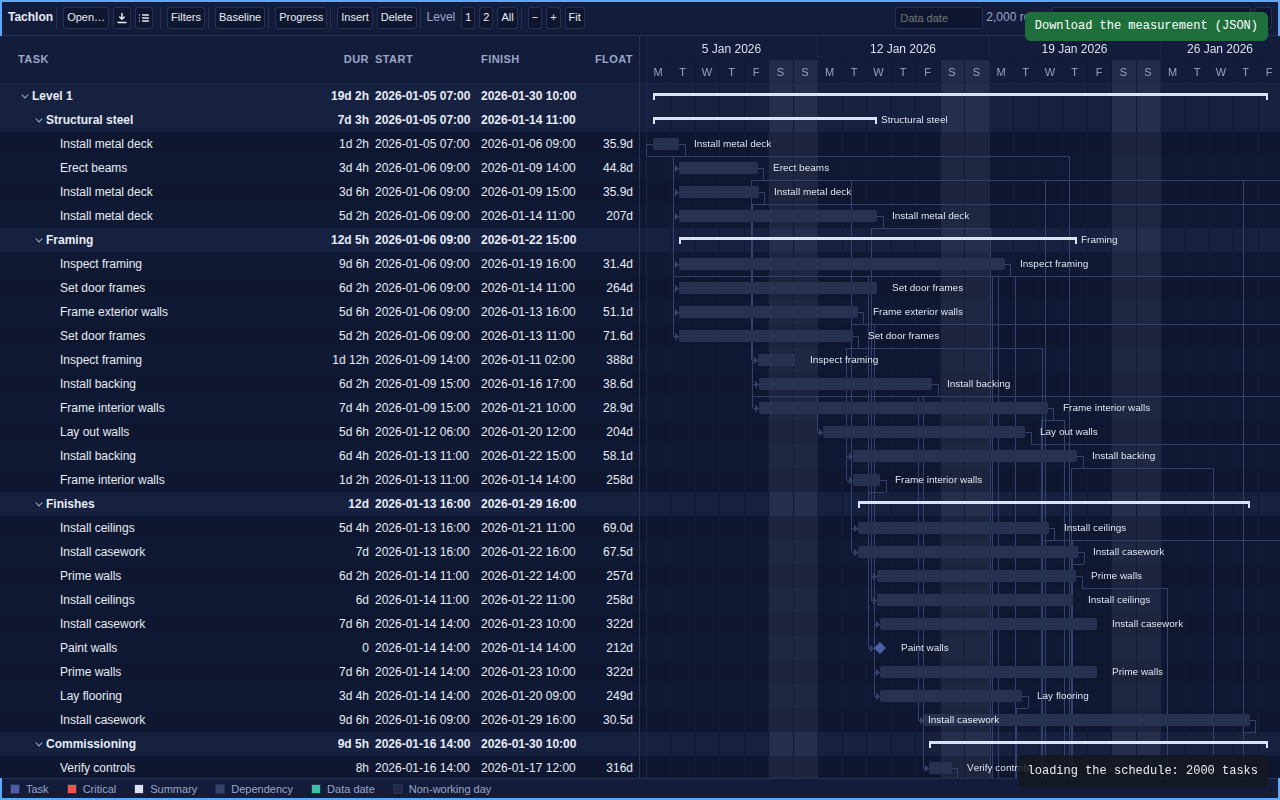 Tachlon Open… Filters Baseline Progress Insert Delete Level 1 2 All − + Fit Data date 2,000
Download the measurement (JSON)
TASK DUR START FINISH FLOAT
5 Jan 2026 12 Jan 2026 19 Jan 2026 26 Jan 2026
M T W T F S S M T W T F S S M T W T F S S M T W T F
Level 1 19d 2h 2026-01-05 07:00 2026-01-30 10:00
Structural steel 7d 3h 2026-01-05 07:00 2026-01-14 11:00 Structural steel
Install metal deck 1d 2h 2026-01-05 07:00 2026-01-06 09:00 35.9d Install metal deck
Erect beams 3d 4h 2026-01-06 09:00 2026-01-09 14:00 44.8d Erect beams
Install metal deck 3d 6h 2026-01-06 09:00 2026-01-09 15:00 35.9d Install metal deck
Install metal deck 5d 2h 2026-01-06 09:00 2026-01-14 11:00 207d Install metal deck
Framing 12d 5h 2026-01-06 09:00 2026-01-22 15:00 Framing
Inspect framing 9d 6h 2026-01-06 09:00 2026-01-19 16:00 31.4d Inspect framing
Set door frames 6d 2h 2026-01-06 09:00 2026-01-14 11:00 264d Set door frames
Frame exterior walls 5d 6h 2026-01-06 09:00 2026-01-13 16:00 51.1d Frame exterior walls
Set door frames 5d 2h 2026-01-06 09:00 2026-01-13 11:00 71.6d Set door frames
Inspect framing 1d 12h 2026-01-09 14:00 2026-01-11 02:00 388d Inspect framing
Install backing 6d 2h 2026-01-09 15:00 2026-01-16 17:00 38.6d Install backing
Frame interior walls 7d 4h 2026-01-09 15:00 2026-01-21 10:00 28.9d Frame interior walls
Lay out walls 5d 6h 2026-01-12 06:00 2026-01-20 12:00 204d Lay out walls
Install backing 6d 4h 2026-01-13 11:00 2026-01-22 15:00 58.1d Install backing
Frame interior walls 1d 2h 2026-01-13 11:00 2026-01-14 14:00 258d Frame interior walls
Finishes 12d 2026-01-13 16:00 2026-01-29 16:00
Install ceilings 5d 4h 2026-01-13 16:00 2026-01-21 11:00 69.0d Install ceilings
Install casework 7d 2026-01-13 16:00 2026-01-22 16:00 67.5d Install casework
Prime walls 6d 2h 2026-01-14 11:00 2026-01-22 14:00 257d Prime walls
Install ceilings 6d 2026-01-14 11:00 2026-01-22 11:00 258d Install ceilings
Install casework 7d 6h 2026-01-14 14:00 2026-01-23 10:00 322d Install casework
Paint walls 0 2026-01-14 14:00 2026-01-14 14:00 212d Paint walls
Prime walls 7d 6h 2026-01-14 14:00 2026-01-23 10:00 322d Prime walls
Lay flooring 3d 4h 2026-01-14 14:00 2026-01-20 09:00 249d Lay flooring
Install casework 9d 6h 2026-01-16 09:00 2026-01-29 16:00 30.5d Install casework
Commissioning 9d 5h 2026-01-16 14:00 2026-01-30 10:00
Verify controls 8h 2026-01-16 14:00 2026-01-17 12:00 316d Verify
loading the schedule: 2000 tasks
Task Critical Summary Dependency Data date Non-working day